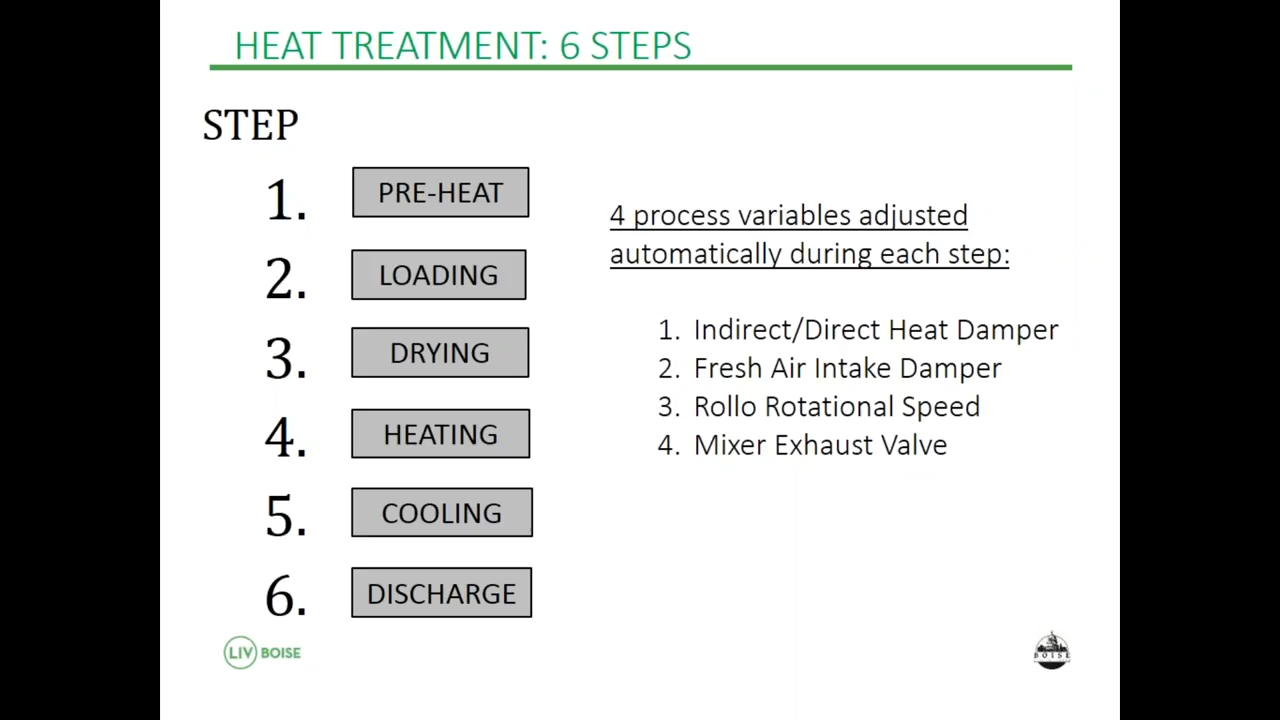 HEAT TREATMENT: 6 STEPS
STEP
1. PRE-HEAT
2. LOADING
3. DRYING
4. HEATING
5. COOLING
6. DISCHARGE
4 process variables adjusted
automatically during each step:
1. Indirect/Direct Heat Damper
2. Fresh Air Intake Damper
3. Rollo Rotational Speed
4. Mixer Exhaust Valve
LIV BOISE
BOISE